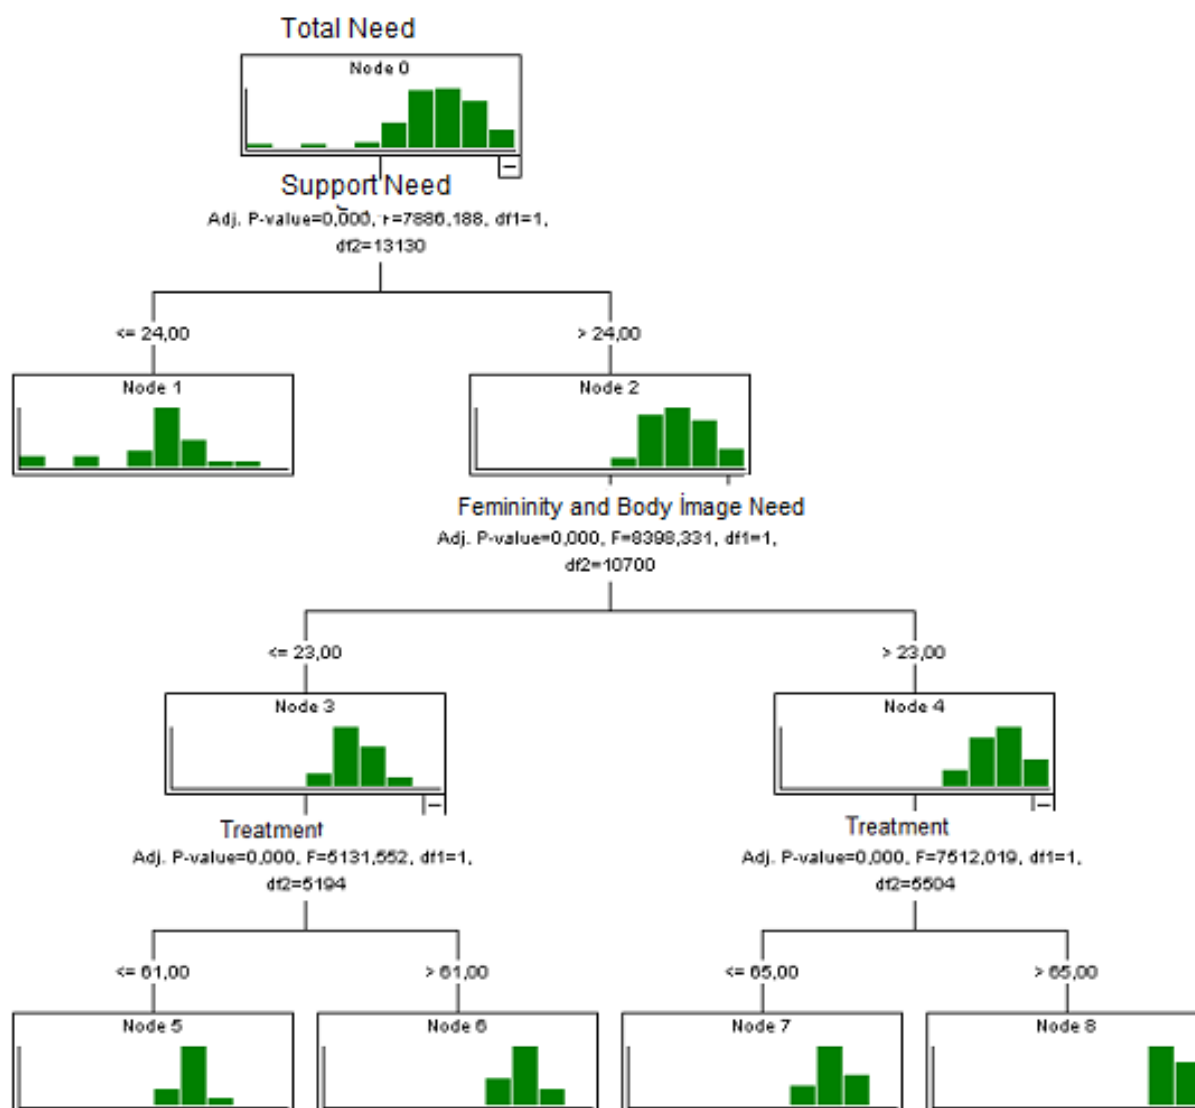 Total Need
Node 0
Support Need
Adj. P-value=0,000, F=7886,188, df1=1,
df2=13130
<= 24,00
> 24,00
Node 1
Node 2
Femininity and Body İmage Need
Adj. P-value=0,000, F=8398,331, df1=1,
df2=10700
<= 23,00
> 23,00
Node 3
Node 4
Treatment
Treatment
Adj. P-value=0,000, F=5131,552, df1=1,
df2=5194
Adj. P-value=0,000, F=7512,019, df1=1,
df2=5504
<= 61,00
> 61,00
<= 65,00
> 65,00
Node 5
Node 6
Node 7
Node 8